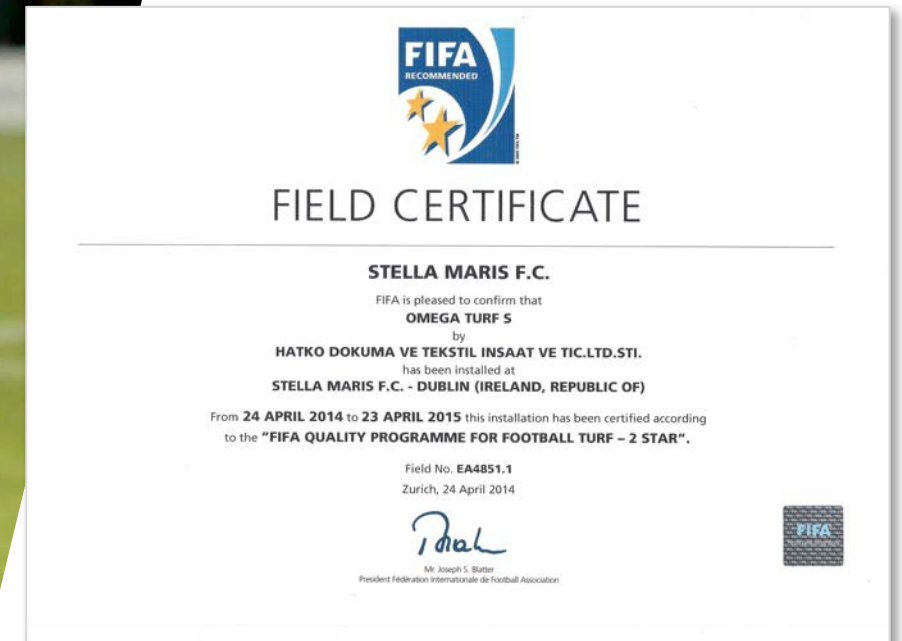 FIFA
RECOMMENDED
FIELD CERTIFICATE
STELLA MARIS F.C.
FIFA is pleased to confirm that
OMEGA TURF S
by
HATKO DOKUMA VE TEKSTIL INSAAT VE TIC.LTD.STI.
has been installed at
STELLA MARIS F.C. - DUBLIN (IRELAND, REPUBLIC OF)
From 24 APRIL 2014 to 23 APRIL 2015 this installation has been certified according
to the "FIFA QUALITY PROGRAMME FOR FOOTBALL TURF – 2 STAR".
Field No. EA4851.1
Zurich, 24 April 2014
Mr. Joseph S. Blatter
President Fédération Internationale de Football Association
FIFA